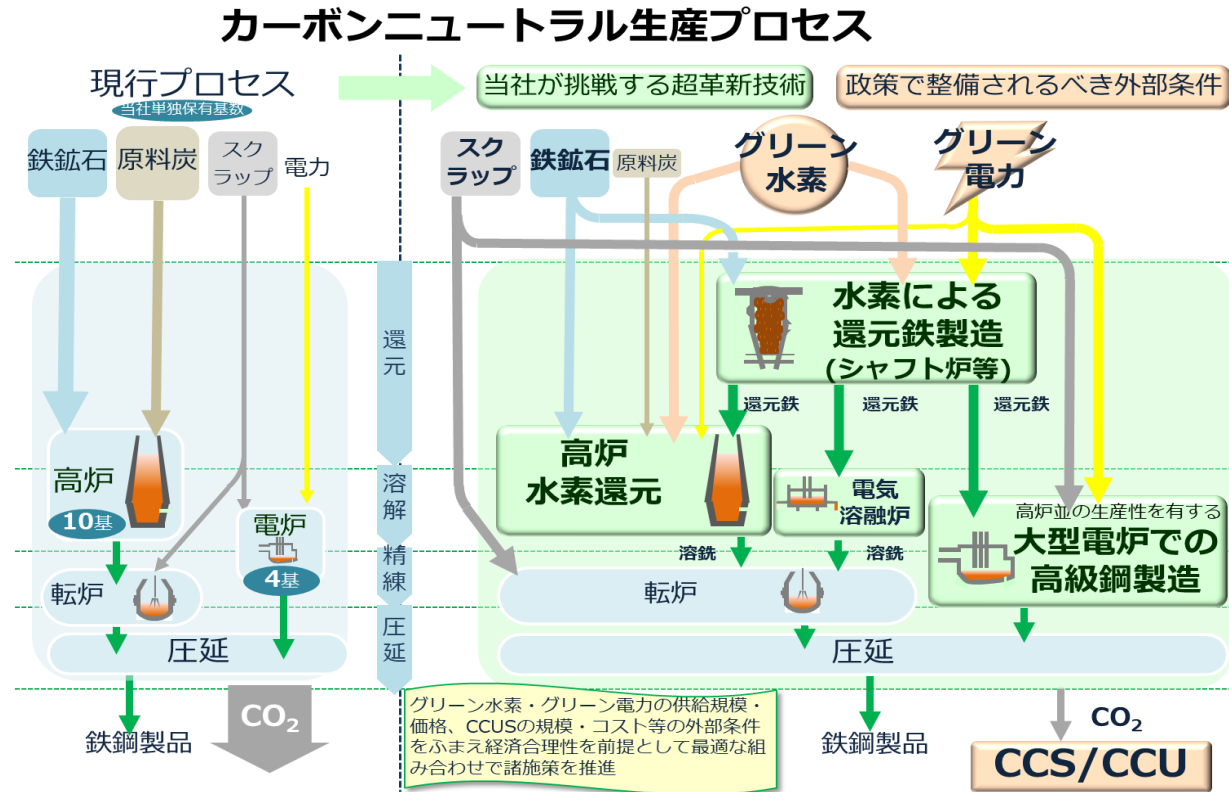 カーボンニュートラル生産プロセス
現行プロセス
当社単独保有基数
当社が挑戦する超革新技術
政策で整備されるべき外部条件
鉄鉱石
原料炭
スク
ラップ
電力
スク
ラップ
鉄鉱石
原料炭
グリーン
水素
グリーン
電力
還元
溶解
精練
圧延
高炉
10基
電炉
4基
転炉
圧延
CO2
鉄鋼製品
水素による
還元鉄製造
(シャフト炉等)
還元鉄
還元鉄
還元鉄
高炉
水素還元
電気
溶融炉
高炉並の生産性を有する
大型電炉での
高級鋼製造
溶銑
溶銑
転炉
圧延
グリーン水素・グリーン電力の供給規模・
価格、CCUSの規模・コスト等の外部条件
をふまえ経済合理性を前提として最適な組
み合わせで諸施策を推進
鉄鋼製品
CO2
CCS/CCU